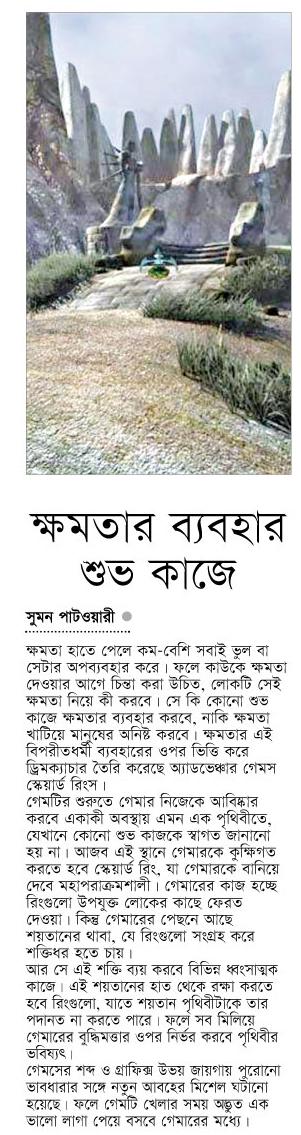 ক্ষমতার ব্যবহার
শুভ কাজে
সুমন পাটওয়ারী
ক্ষমতা হাতে পেলে কম-বেশি সবাই ভুল বা
সেটার অপব্যবহার করে। ফলে কাউকে ক্ষমতা
দেওয়ার আগে চিন্তা করা উচিত, লোকটি সেই
ক্ষমতা নিয়ে কী করবে। সে কি কোনো শুভ
কাজে ক্ষমতার ব্যবহার করবে, নাকি ক্ষমতা
খাটিয়ে মানুষের অনিষ্ট করবে। ক্ষমতার এই
বিপরীতধর্মী ব্যবহারের ওপর ভিত্তি করে
ড্রিমক্যাচার তৈরি করেছে অ্যাডভেঞ্চার গেমস
স্কেয়ার্ড রিংস।
গেমটির শুরুতে গেমার নিজেকে আবিষ্কার
করবে একাকী অবস্থায় এমন এক পৃথিবীতে,
যেখানে কোনো শুভ কাজকে স্বাগত জানানো
হয় না। আজব এই স্থানে গেমারকে কুক্ষিগত
করতে হবে স্কেয়ার্ড রিং, যা গেমারকে বানিয়ে
দেবে মহাপরাক্রমশালী। গেমারের কাজ হচ্ছে
রিংগুলো উপযুক্ত লোকের কাছে ফেরত
দেওয়া। কিন্তু গেমারের পেছনে আছে
শয়তানের থাবা, যে রিংগুলো সংগ্রহ করে
শক্তিধর হতে চায়।
আর সে এই শক্তি ব্যয় করবে বিভিন্ন ধ্বংসাত্মক
কাজে। এই শয়তানের হাত থেকে রক্ষা করতে
হবে রিংগুলো, যাতে শয়তান পৃথিবীটাকে তার
পদানত না করতে পারে। ফলে সব মিলিয়ে
গেমারের বুদ্ধিমত্তার ওপর নির্ভর করবে পৃথিবীর
ভবিষ্যৎ।
গেমসের শব্দ ও গ্রাফিক্স উভয় জায়গায় পুরোনো
ভাবধারার সঙ্গে নতুন আবহের মিশেল ঘটানো
হয়েছে। ফলে গেমটি খেলার সময় অদ্ভুত এক
ভালো লাগা পেয়ে বসবে গেমারের মধ্যে।